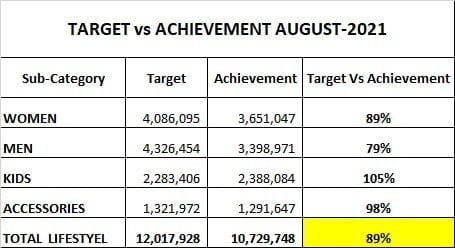 TARGET vs ACHIEVEMENT AUGUST-2021
Sub-Category Target Achievement Target Vs Achievement
WOMEN 4,086,095 3,651,047 89%
MEN 4,326,454 3,398,971 79%
KIDS 2,283,406 2,388,084 105%
ACCESSORIES 1,321,972 1,291,647 98%
TOTAL LIFESTYEL 12,017,928 10,729,748 89%